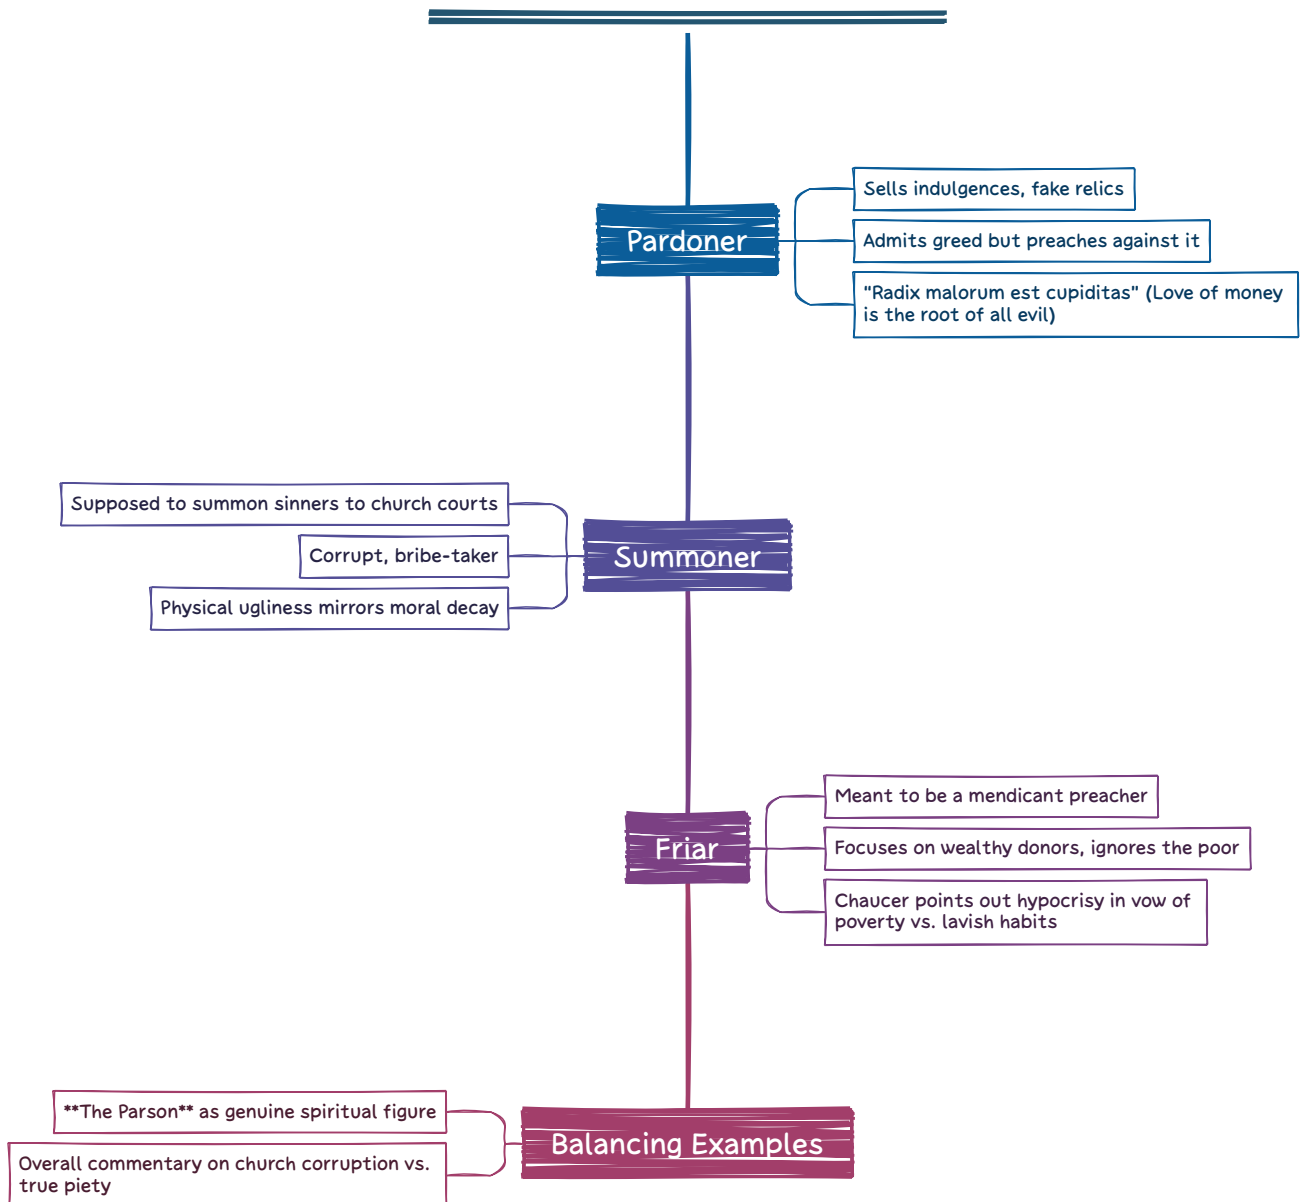 Pardoner
Sells indulgences, fake relics
Admits greed but preaches against it
"Radix malorum est cupiditas" (Love of money
is the root of all evil)
Summoner
Supposed to summon sinners to church courts
Corrupt, bribe-taker
Physical ugliness mirrors moral decay
Friar
Meant to be a mendicant preacher
Focuses on wealthy donors, ignores the poor
Chaucer points out hypocrisy in vow of
poverty vs. lavish habits
Balancing Examples
**The Parson** as genuine spiritual figure
Overall commentary on church corruption vs.
true piety